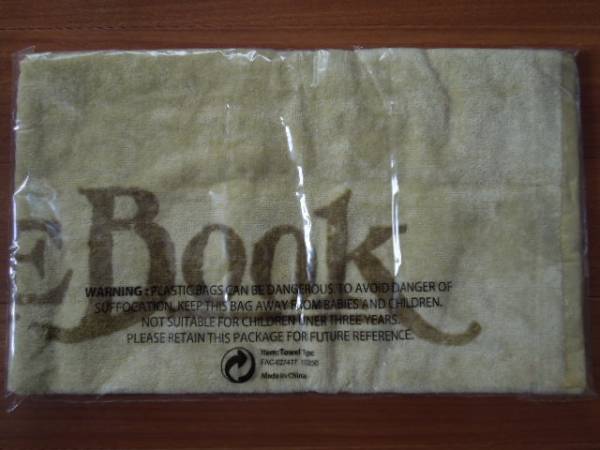 E Book
WARNING : PLASTIC BAGS CAN BE DANGEROUS. TO AVOID DANGER OF
SUFFOCATION, KEEP THIS BAG AWAY FROM BABIES AND CHILDREN.
NOT SUITABLE FOR CHILDREN UNER THREE YEARS.
PLEASE RETAIN THIS PACKAGE FOR FUTURE REFERENCE.
Item: Towel 1pc
Made in China